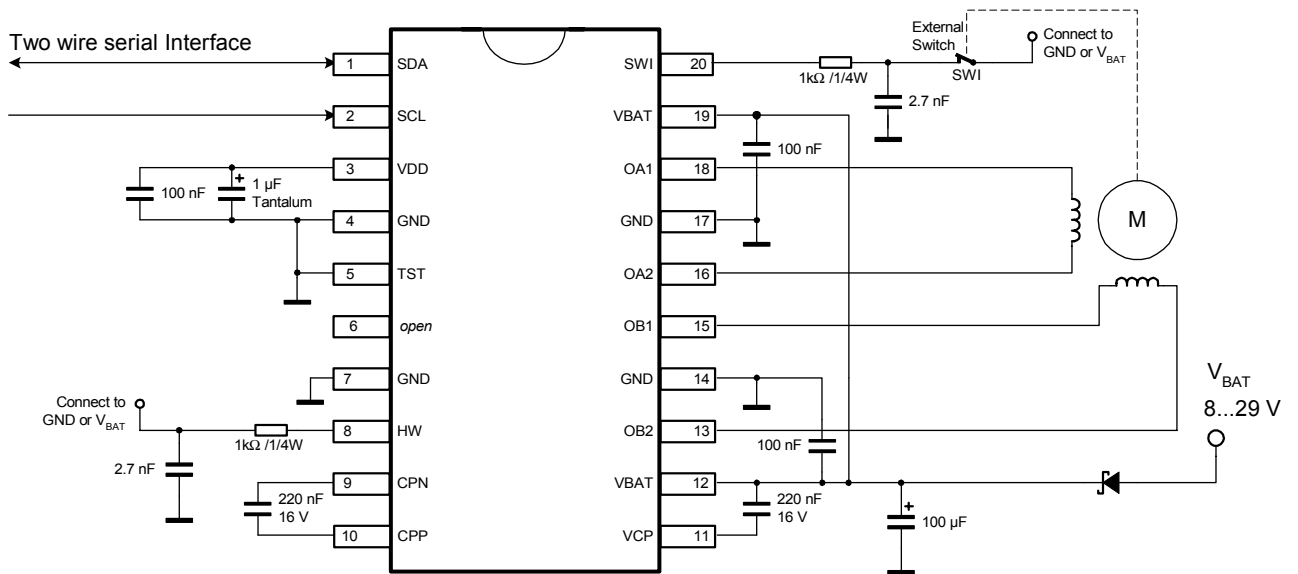 Two wire serial Interface
1 SDA
2 SCL
3 VDD
4 GND
5 TST
6 open
7 GND
8 HW
9 CPN
10 CPP
SWI 20
VBAT 19
OA1 18
GND 17
OA2 16
OB1 15
GND 14
OB2 13
VBAT 12
VCP 11
100 nF
+
1 µF
Tantalum
Connect to
GND or VBAT
1kΩ /1/4W
2.7 nF
220 nF
16 V
External
Switch
SWI
Connect to
GND or VBAT
1kΩ /1/4W
2.7 nF
100 nF
M
100 nF
220 nF
16 V
+
100 µF
VBAT
8...29 V